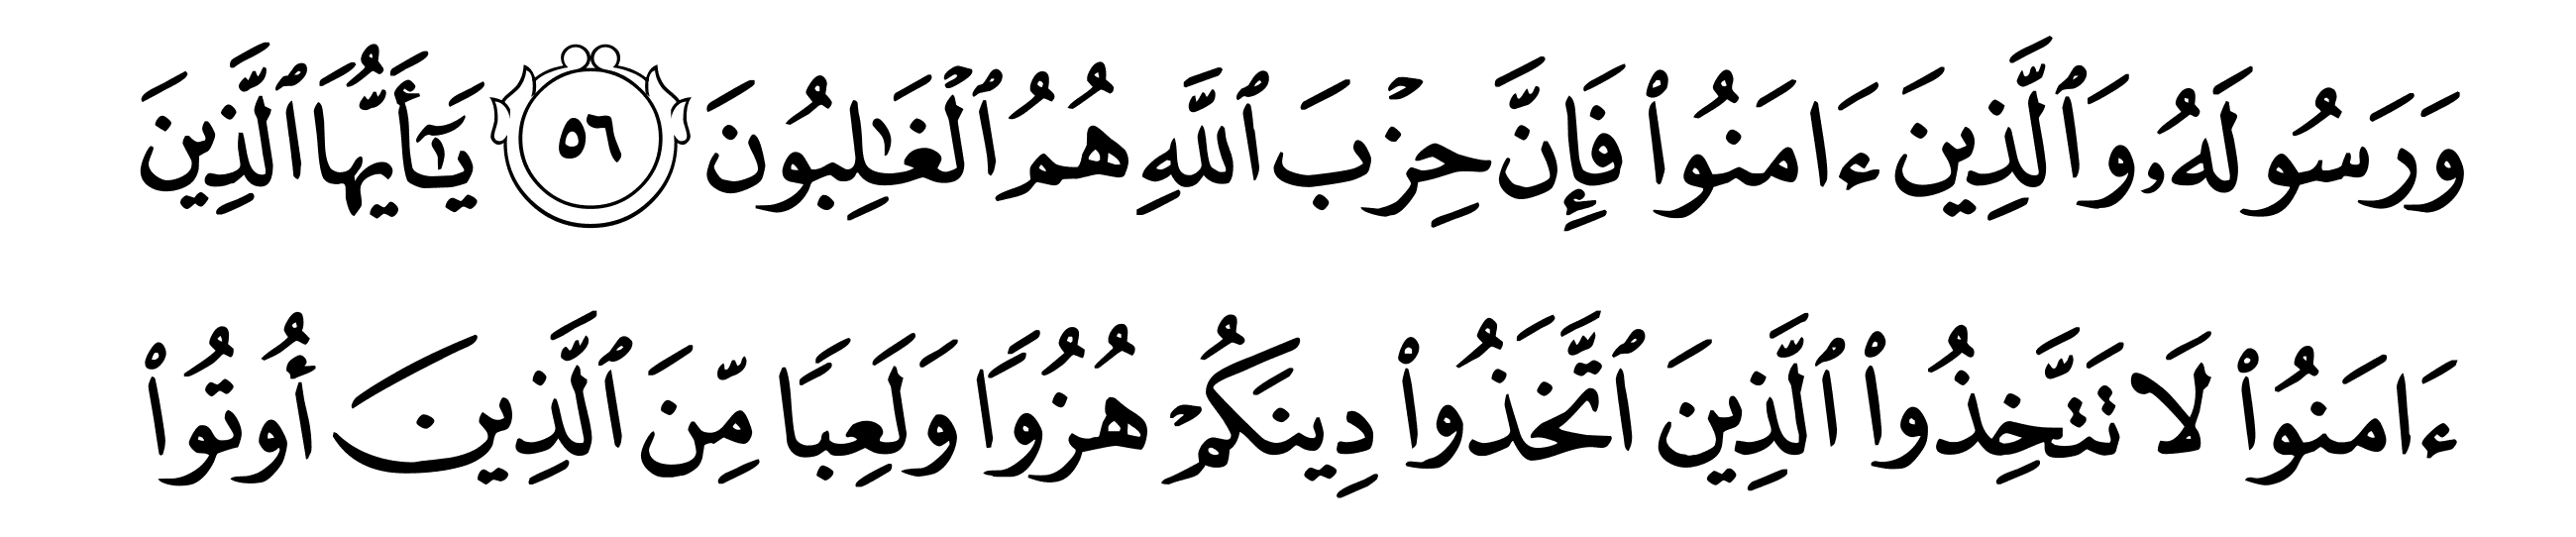 وَرَسُولَهُۥ وَٱلَّذِينَ ءَامَنُوا۟ فَإِنَّ حِزۡبَ ٱللَّهِ هُمُ ٱلۡغَٰلِبُونَ ٥٦ يَٰٓأَيُّهَا ٱلَّذِينَ
ءَامَنُوا۟ لَا تَتَّخِذُوا۟ ٱلَّذِينَ ٱتَّخَذُوا۟ دِينَكُمۡ هُزُوًا وَلَعِبًا مِّنَ ٱلَّذِينَ أُوتُوا۟